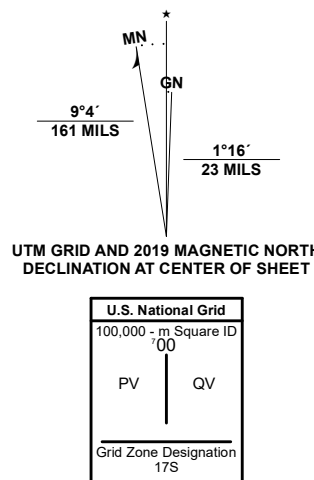 ★
MN
GN
9°4´
161 MILS
1°16´
23 MILS
UTM GRID AND 2019 MAGNETIC NORTH
DECLINATION AT CENTER OF SHEET
U.S. National Grid
100,000 - m Square ID
⁷00
PV QV
Grid Zone Designation
17S